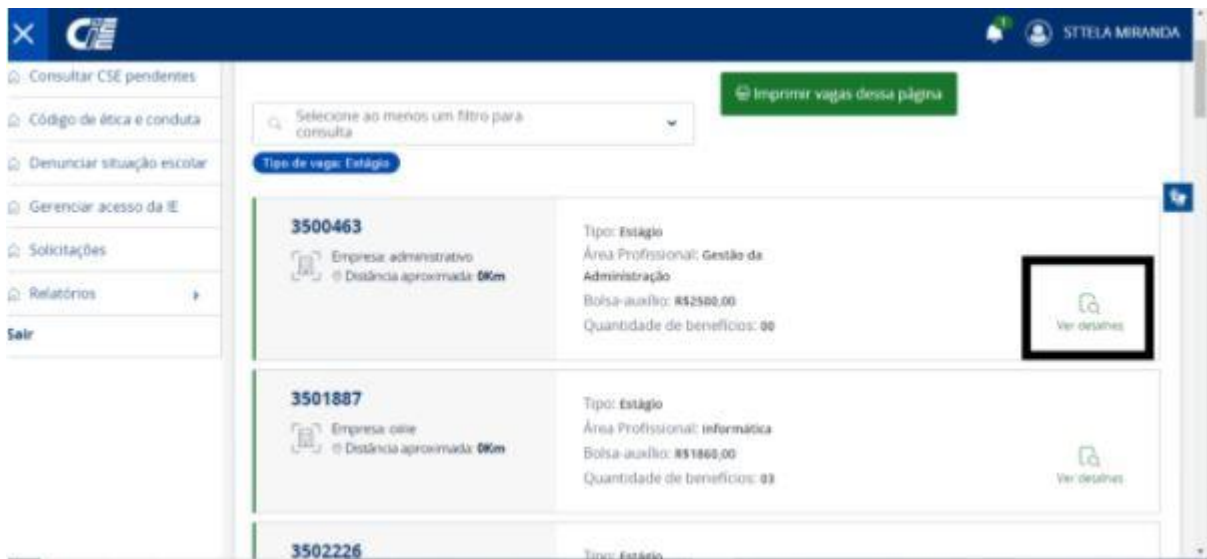 CIEE
1
STTELA MIRANDA
Consultar CSE pendentes
Código de ética e conduta
Denunciar situação escolar
Gerenciar acesso da IE
Solicitações
Relatórios
Sair
Imprimir vagas dessa página
Selecione ao menos um filtro para
consulta
Tipo de vaga: Estágio
3500463
Empresa: administrativo
Distância aproximada: 0Km
Tipo: Estágio
Área Profissional: Gestão da
Administração
Bolsa-auxílio: R$2500,00
Quantidade de benefícios: 00
Ver detalhes
3501887
Empresa:
Distância aproximada: 0Km
Tipo: Estágio
Área Profissional: Informática
Bolsa-auxílio: R$1860,00
Quantidade de benefícios: 03
Ver detalhes
3502226
Tipo: Estágio